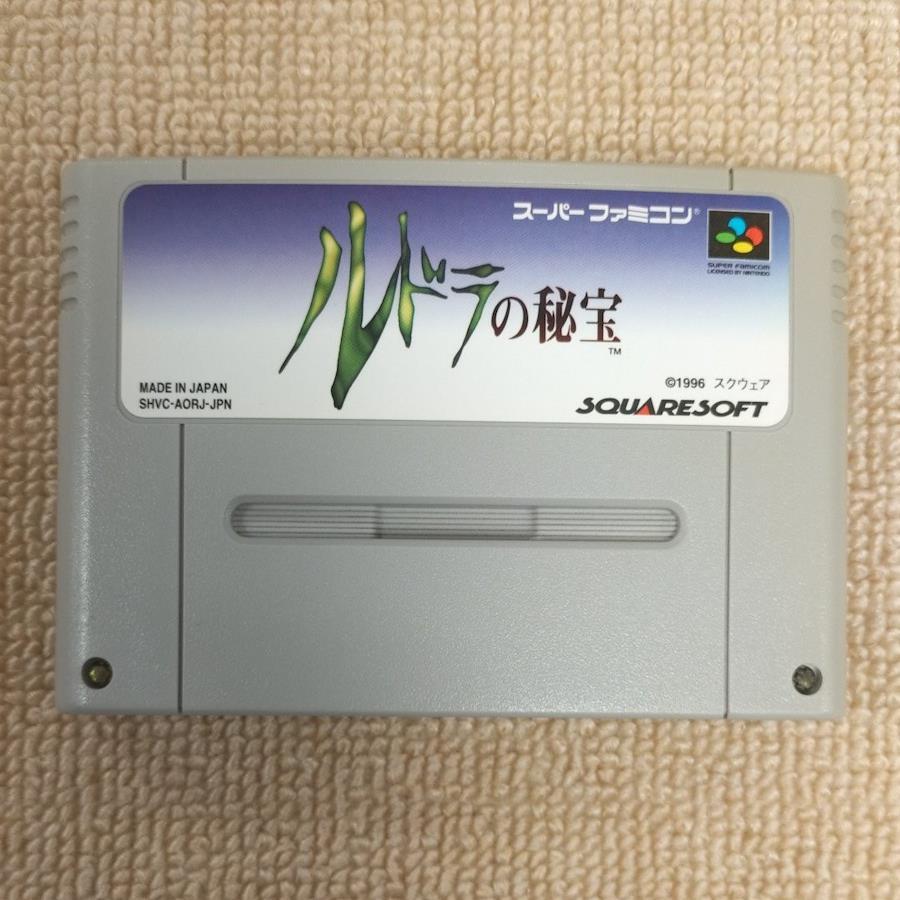 スーパーファミコン®
SUPER FAMICOM
LICENSED BY NINTENDO
ルドラの秘宝
TM
MADE IN JAPAN
SHVC-AORJ-JPN
©1996 スクウェア
SQUARESOFT